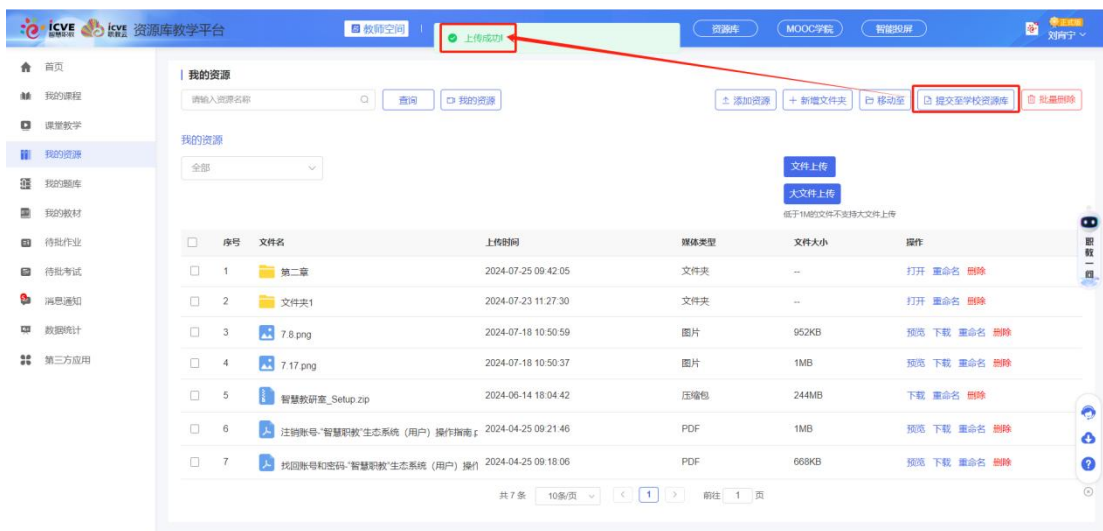 icve 智慧职教 icve 职教云 资源库教学平台 教师空间 上传成功! 资源库 MOOC学院 智能投屏 正式版 刘宵宁
首页
我的课程
课堂教学
我的资源
我的题库
我的教材
待批作业
待批考试
消息通知
数据统计
第三方应用
我的资源
请输入资源名称 查询 我的资源 添加资源 新增文件夹 移动至 提交至学校资源库 批量删除
我的资源
全部 文件上传
大文件上传
低于1M的文件不支持大文件上传
序号 文件名 上传时间 媒体类型 文件大小 操作
1 第二章 2024-07-25 09:42:05 文件夹 -- 打开 重命名 删除
2 文件夹1 2024-07-23 11:27:30 文件夹 -- 打开 重命名 删除
3 7.8.png 2024-07-18 10:50:59 图片 952KB 预览 下载 重命名 删除
4 7.17.png 2024-07-18 10:50:37 图片 1MB 预览 下载 重命名 删除
5 智慧教研室_Setup.zip 2024-06-14 18:04:42 压缩包 244MB 下载 重命名 删除
6 注销账号-"智慧职教"生态系统（用户）操作指南.p 2024-04-25 09:21:46 PDF 1MB 预览 下载 重命名 删除
7 找回账号和密码-"智慧职教"生态系统（用户）操作 2024-04-25 09:18:06 PDF 668KB 预览 下载 重命名 删除
共 7 条 10条/页 < 1 > 前往 1 页
职教一问